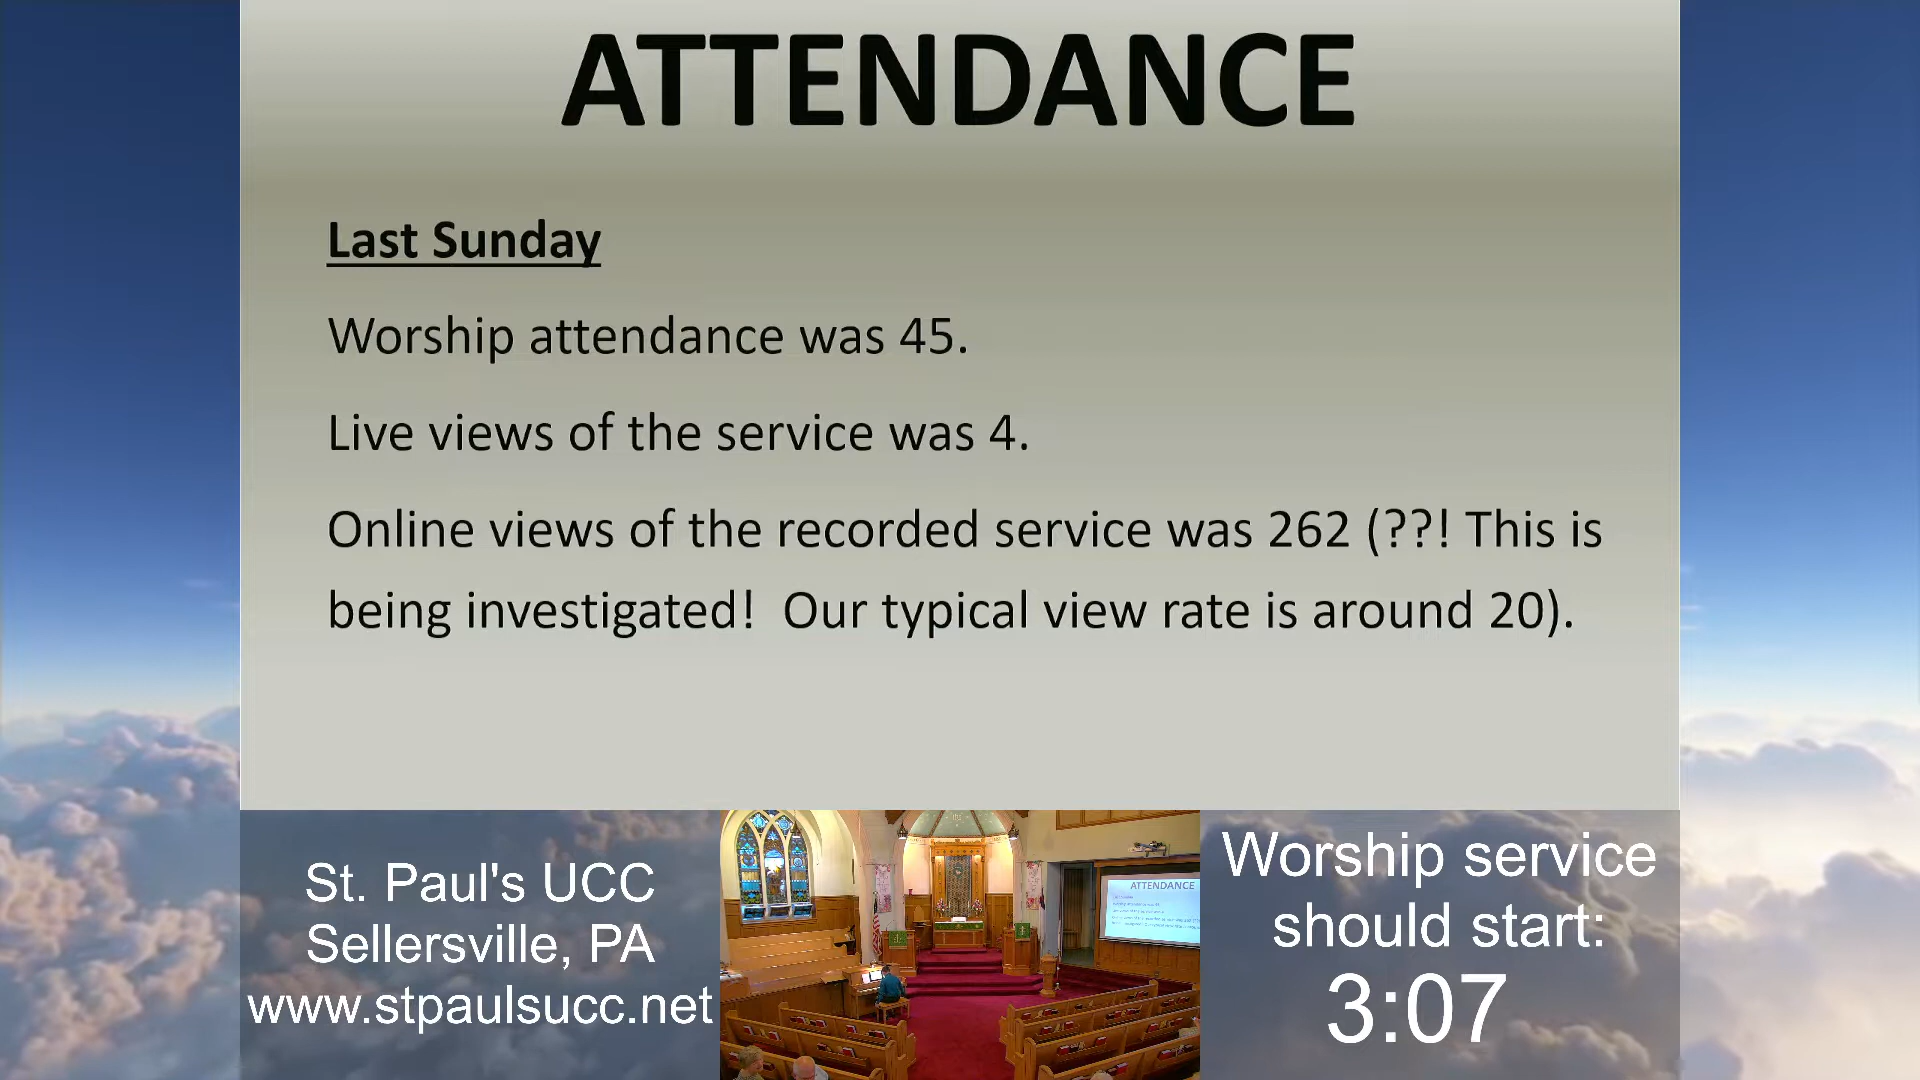 ATTENDANCE
Last Sunday
Worship attendance was 45.
Live views of the service was 4.
Online views of the recorded service was 262 (??! This is
being investigated!  Our typical view rate is around 20).
St. Paul's UCC
Sellersville, PA
www.stpaulsucc.net
ATTENDANCE
Worship service
should start:
3:07